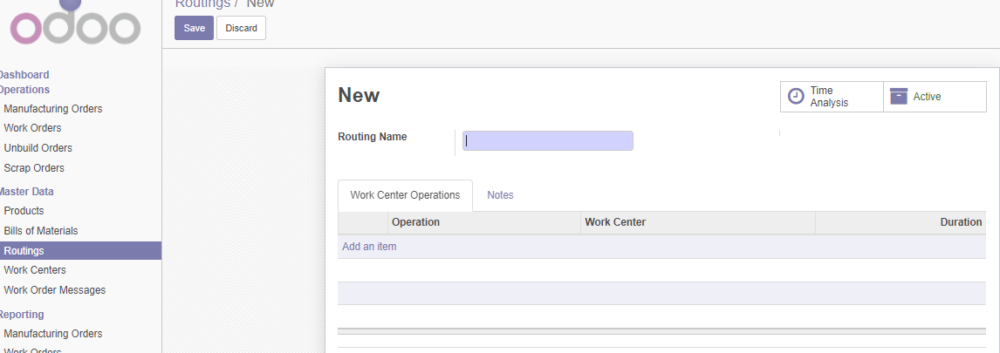 Routings / New
odoo
Save Discard
Dashboard
Operations
Manufacturing Orders
Work Orders
Unbuild Orders
Scrap Orders
Master Data
Products
Bills of Materials
Routings
Work Centers
Work Order Messages
Reporting
Manufacturing Orders
Work Orders
New
Time
Analysis
Active
Routing Name
Work Center Operations Notes
Operation Work Center Duration
Add an item